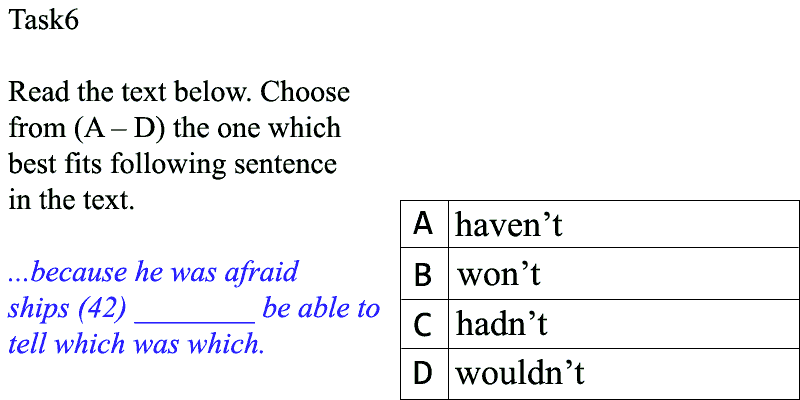 Task6
Read the text below. Choose
from (A – D) the one which
best fits following sentence
in the text.
...because he was afraid
ships (42) ________ be able to
tell which was which.
A haven’t
B won’t
C hadn’t
D wouldn’t